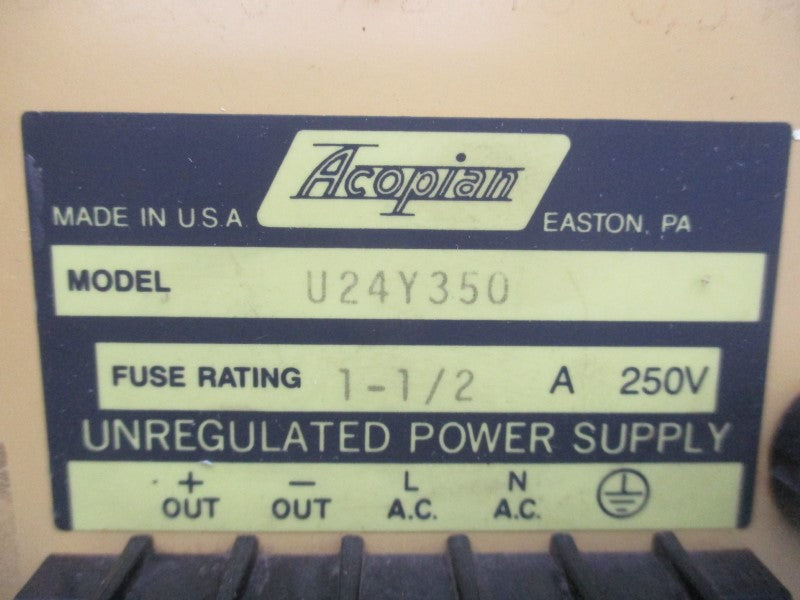 Acopian
MADE IN U.S.A. EASTON, PA
MODEL U24Y350
FUSE RATING 1-1/2 A 250V
UNREGULATED POWER SUPPLY
+ − L N
OUT OUT A.C. A.C.